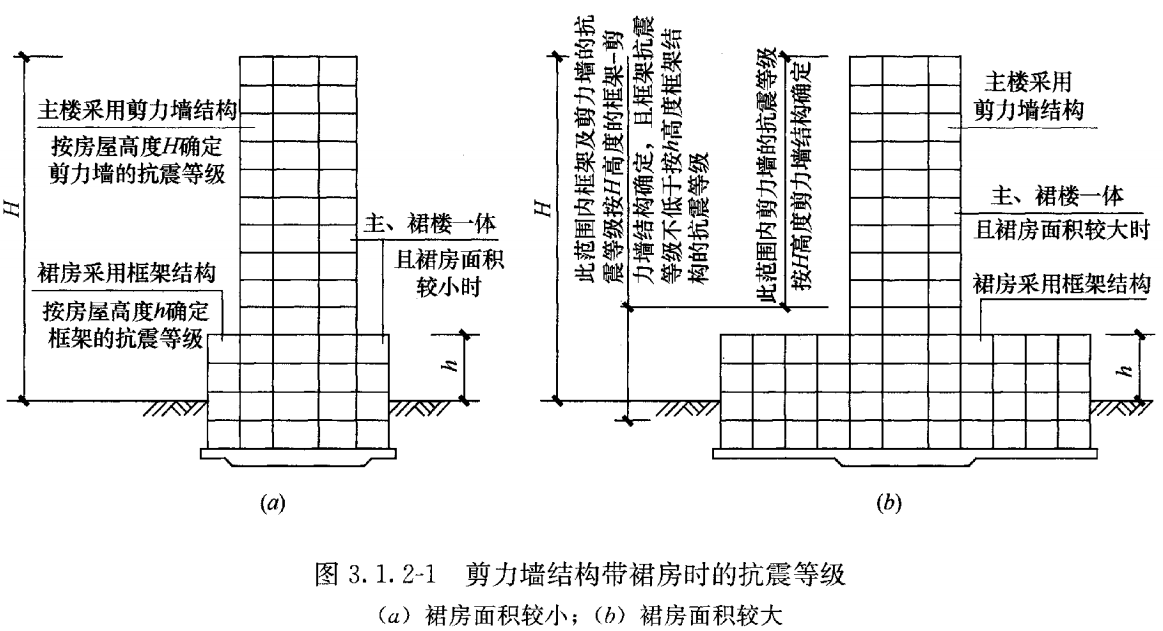 H
主楼采用剪力墙结构
按房屋高度H确定
剪力墙的抗震等级
主、裙楼一体
且裙房面积
较小时
裙房采用框架结构
按房屋高度h确定
框架的抗震等级
h
(a)
H
此范围内框架及剪力墙的抗
震等级按H高度的框架-剪
力墙结构确定，且框架抗震
等级不低于按h高度框架结
构的抗震等级
此范围内剪力墙的抗震等级
按H高度剪力墙结构确定
主楼采用
剪力墙结构
主、裙楼一体
且裙房面积较大时
裙房采用框架结构
h
(b)
图 3.1.2-1 剪力墙结构带裙房时的抗震等级
(a) 裙房面积较小；(b) 裙房面积较大